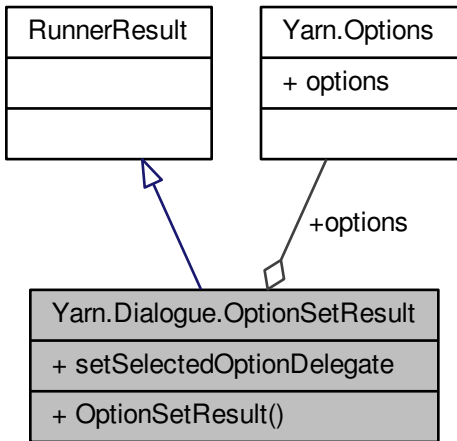 RunnerResult
Yarn.Options
+ options
+options
Yarn.Dialogue.OptionSetResult
+ setSelectedOptionDelegate
+ OptionSetResult()